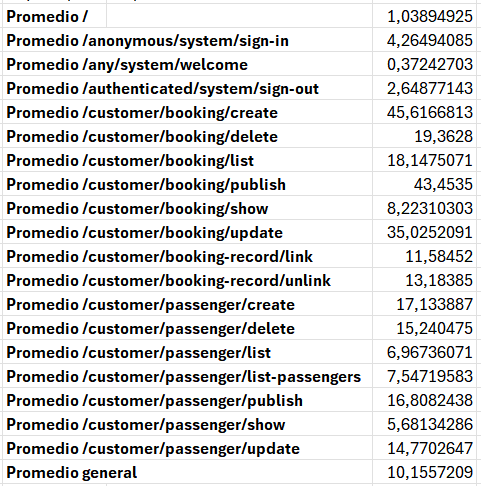 Promedio / 1,03894925
Promedio /anonymous/system/sign-in 4,26494085
Promedio /any/system/welcome 0,37242703
Promedio /authenticated/system/sign-out 2,64877143
Promedio /customer/booking/create 45,6166813
Promedio /customer/booking/delete 19,3628
Promedio /customer/booking/list 18,1475071
Promedio /customer/booking/publish 43,4535
Promedio /customer/booking/show 8,22310303
Promedio /customer/booking/update 35,0252091
Promedio /customer/booking-record/link 11,58452
Promedio /customer/booking-record/unlink 13,18385
Promedio /customer/passenger/create 17,133887
Promedio /customer/passenger/delete 15,240475
Promedio /customer/passenger/list 6,96736071
Promedio /customer/passenger/list-passengers 7,54719583
Promedio /customer/passenger/publish 16,8082438
Promedio /customer/passenger/show 5,68134286
Promedio /customer/passenger/update 14,7702647
Promedio general 10,1557209